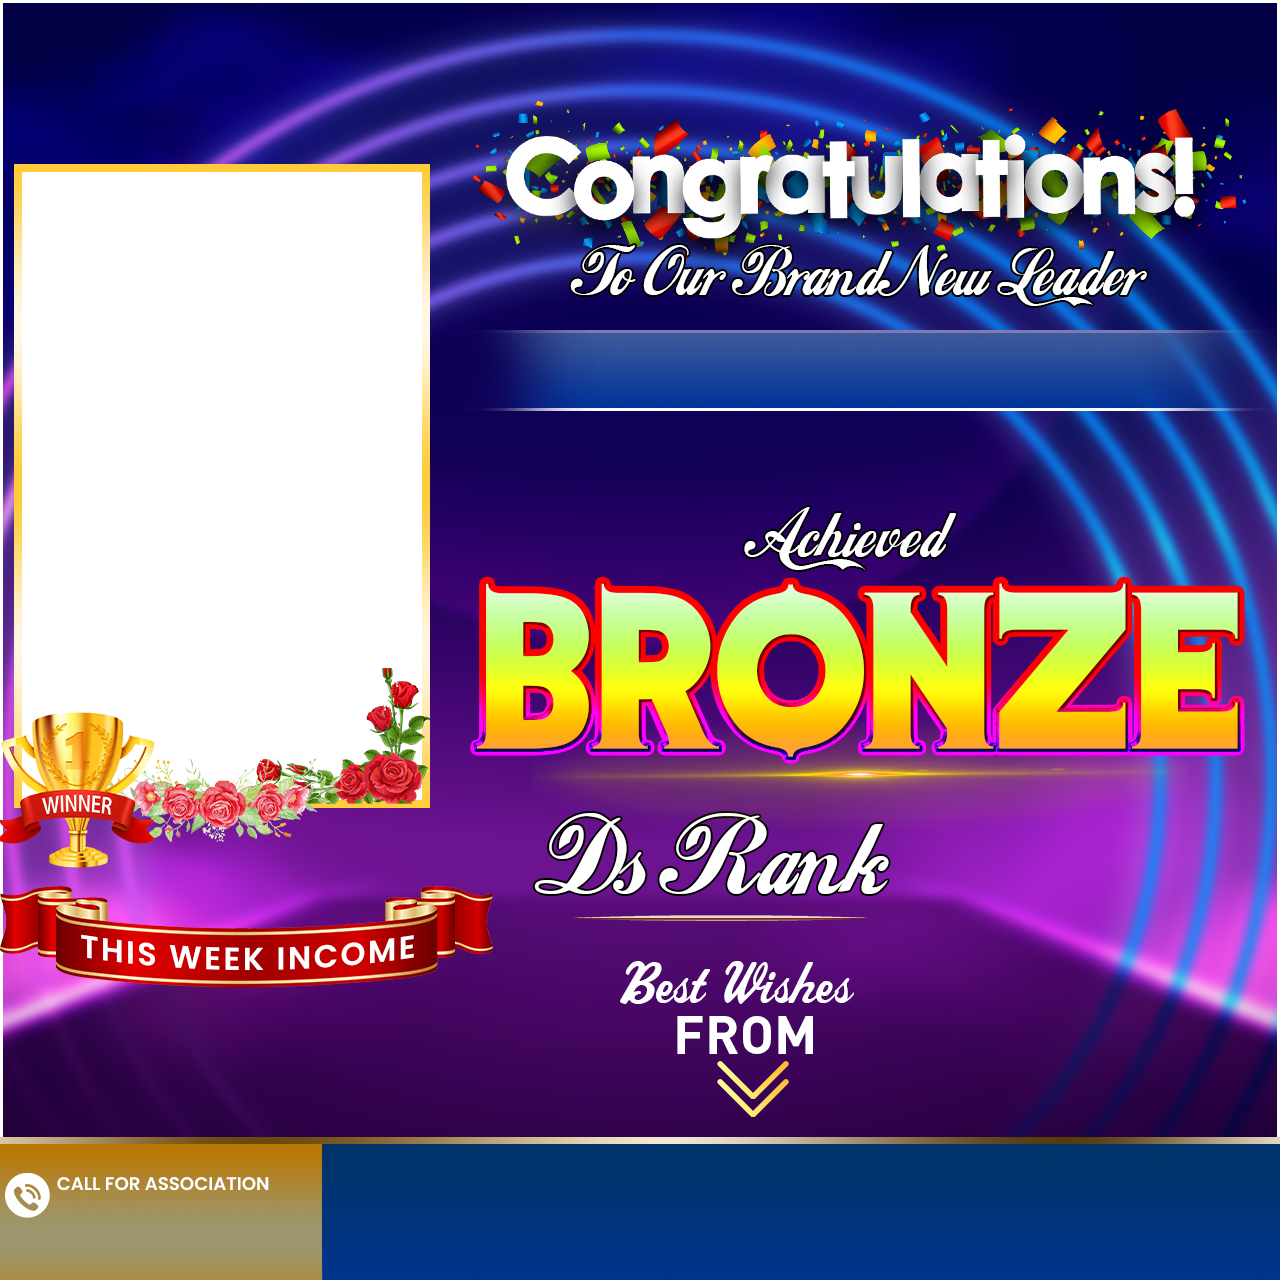 Congratulations!
To Our Brand New Leader
Achieved
BRONZE
Ds Rank
1
WINNER
THIS WEEK INCOME
Best Wishes
FROM
CALL FOR ASSOCIATION